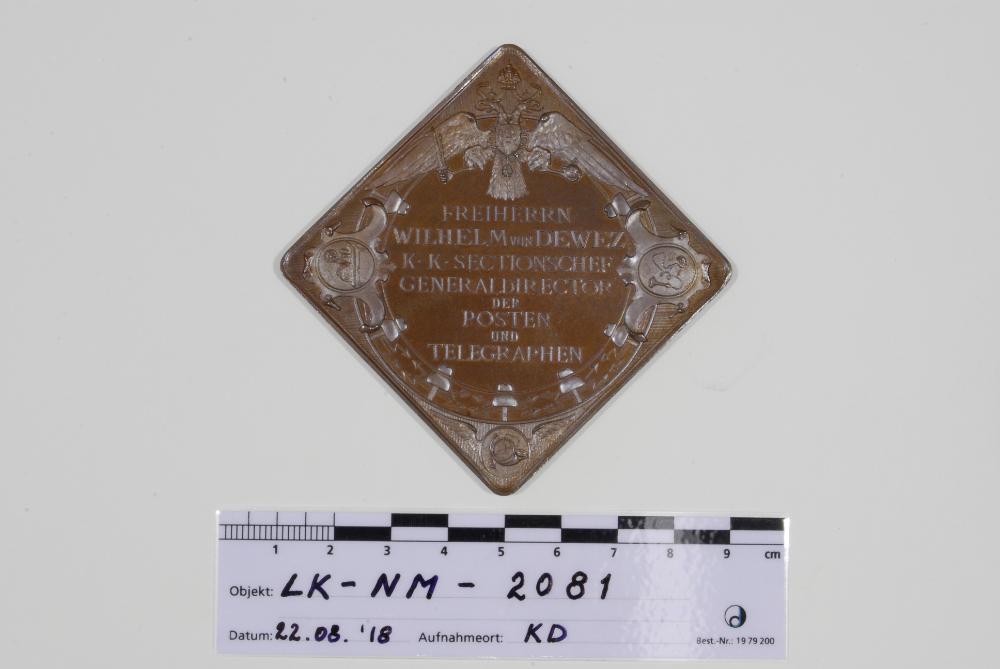 FREIHERRN
WILHELM VON DEWEZ
K·K·SECTIONSCHEF
GENERALDIRECTOR
DER
POSTEN
UND
TELEGRAPHEN
1 2 3 4 5 6 7 8 9 cm
Objekt: LK-NM-2081
Datum: 22.08.'18 Aufnahmeort: KD
Best.-Nr.: 19 79 200